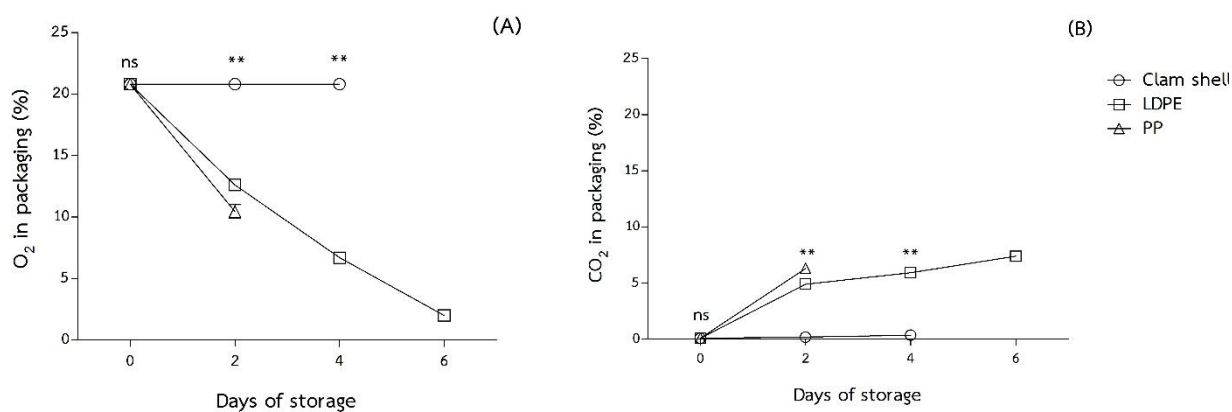 (A)
25
20
15
10
5
0
O2 in packaging (%)
ns
**
**
0
2
4
6
Days of storage
(B)
25
20
15
10
5
0
CO2 in packaging (%)
ns
**
**
0
2
4
6
Days of storage
Clam shell
LDPE
PP